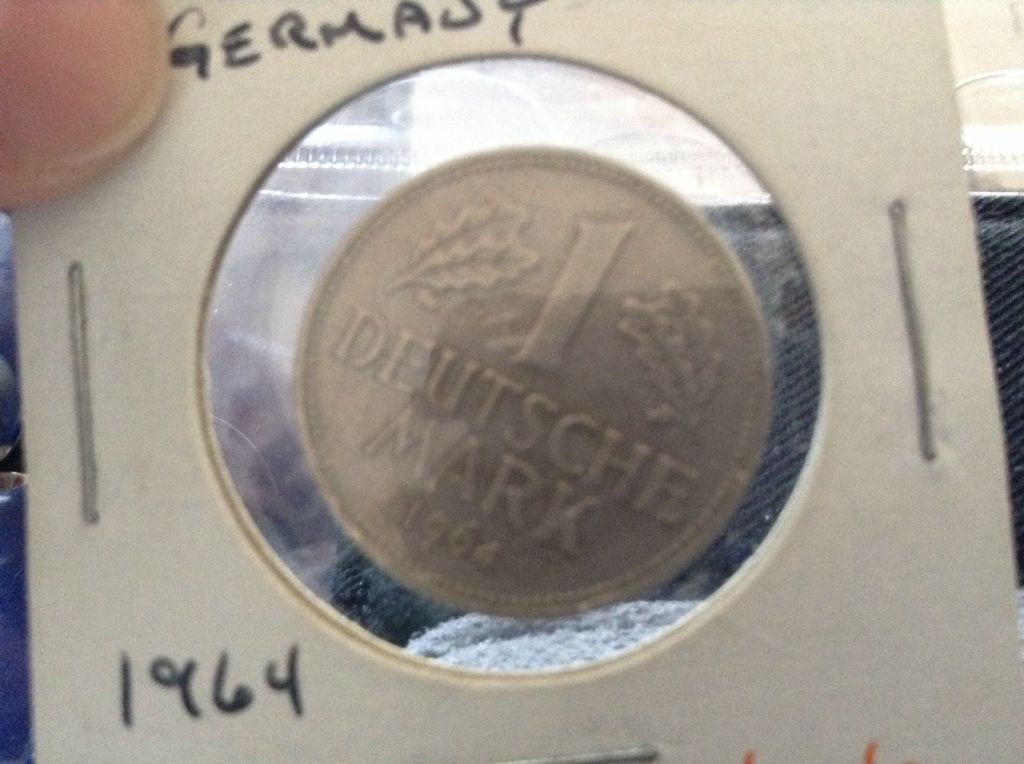 GERMANY
1
DEUTSCHE
MARK
1964
1964